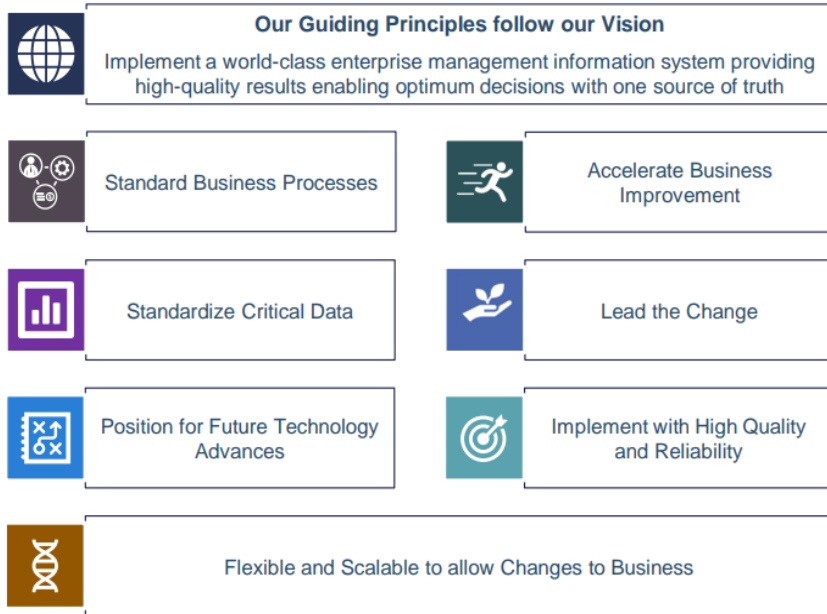 Our Guiding Principles follow our Vision
Implement a world-class enterprise management information system providing
high-quality results enabling optimum decisions with one source of truth
Standard Business Processes
Accelerate Business
Improvement
Standardize Critical Data
Lead the Change
Position for Future Technology
Advances
Implement with High Quality
and Reliability
Flexible and Scalable to allow Changes to Business